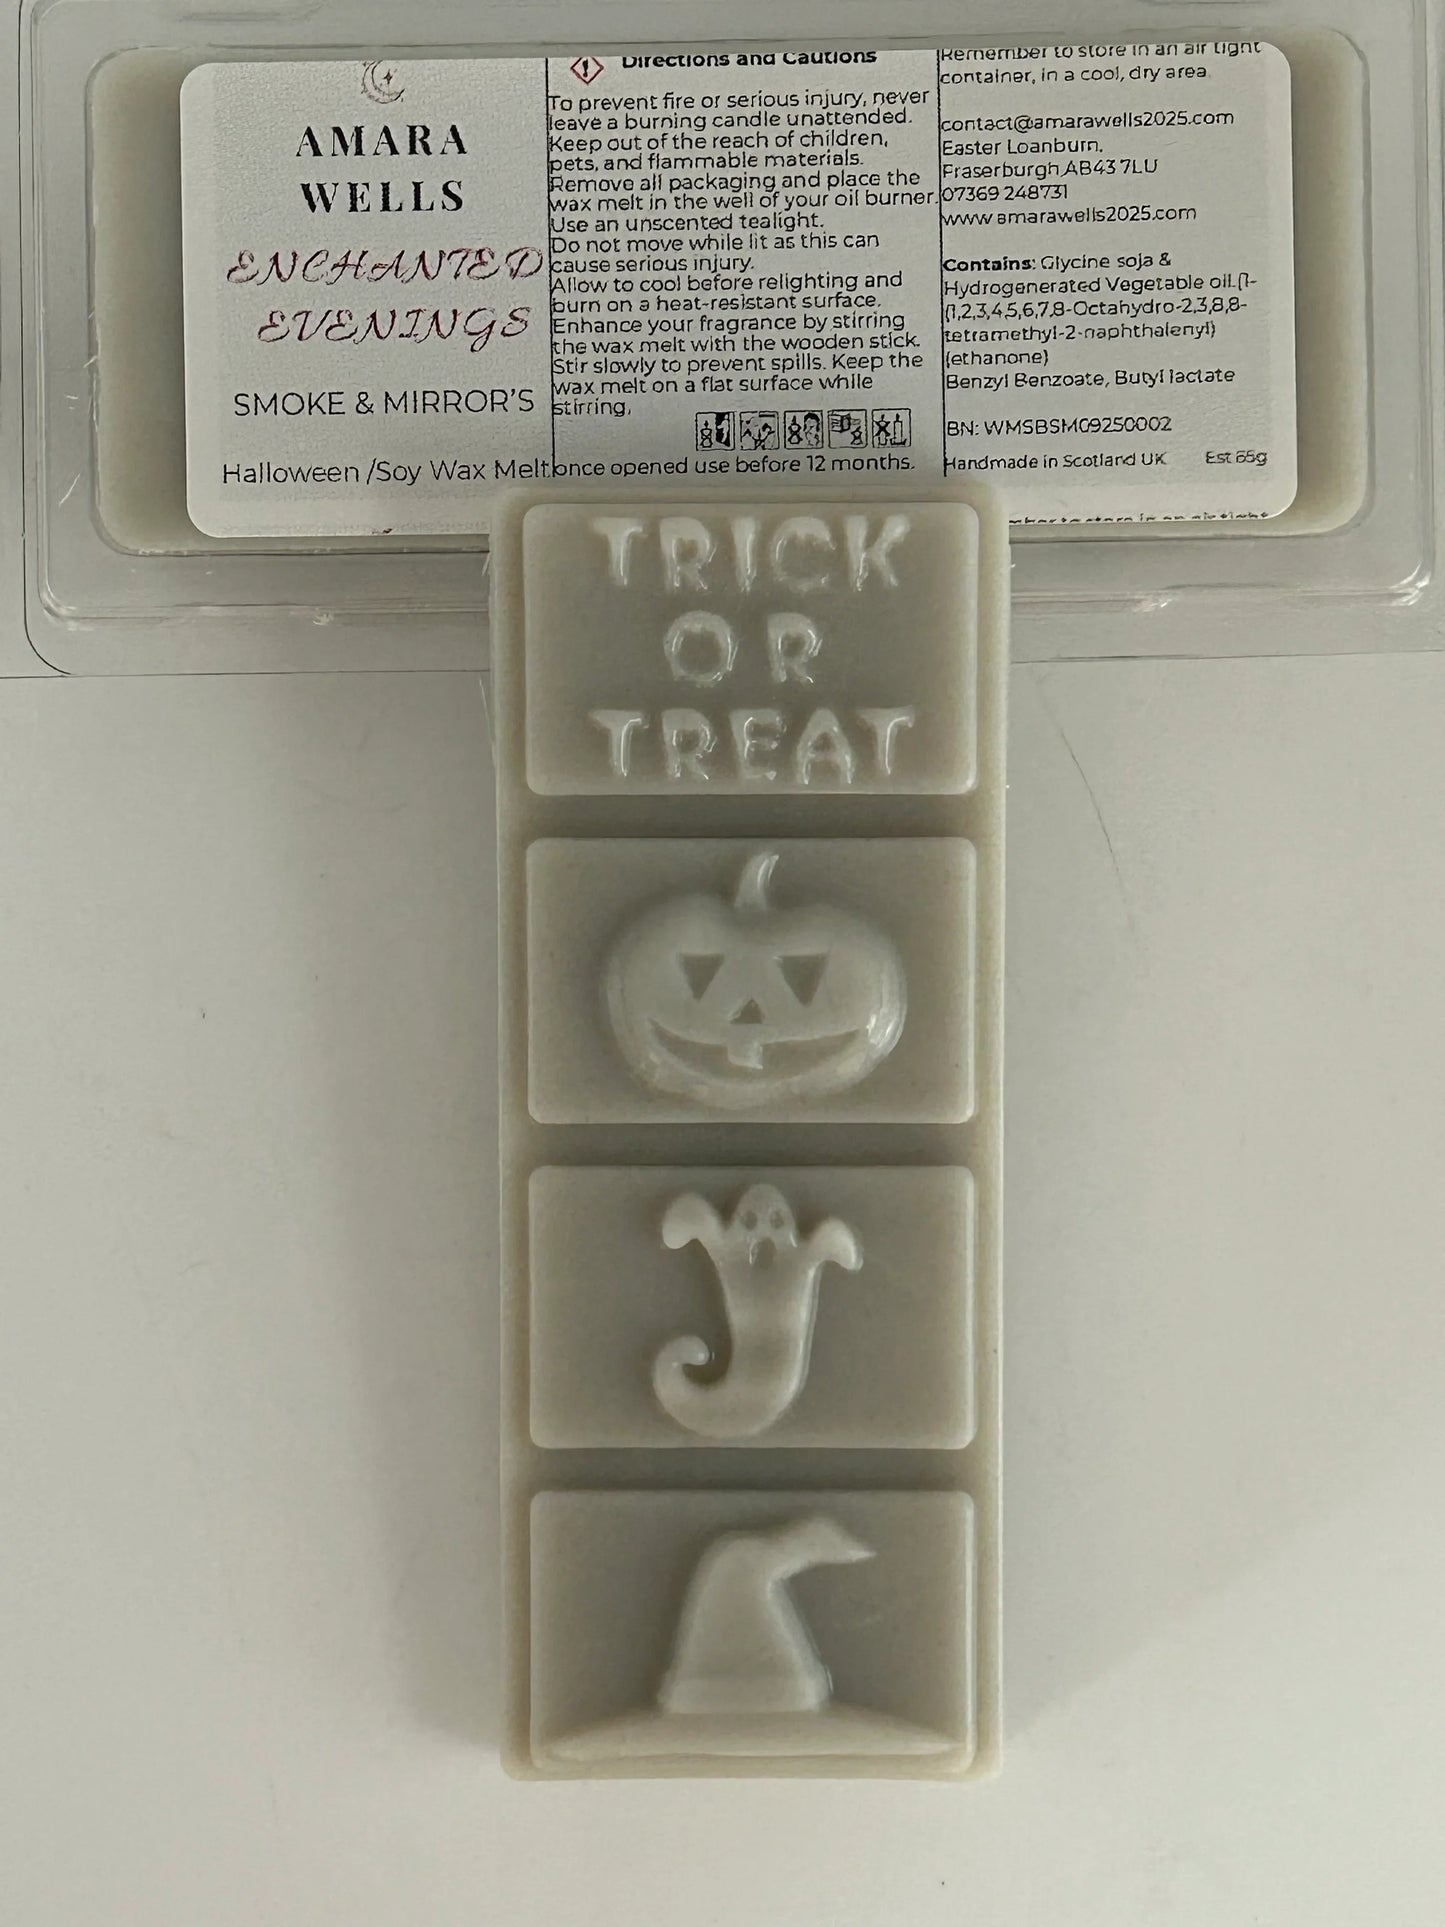 AMARA
WELLS
ENCHANTED
EVENINGS
SMOKE & MIRROR'S
Halloween /Soy Wax Melt
Directions and Cautions
To prevent fire or serious injury, never
leave a burning candle unattended.
Keep out of the reach of children,
pets, and flammable materials.
Remove all packaging and place the
wax melt in the well of your oil burner.
Use an unscented tealight.
Do not move while lit as this can
cause serious injury.
Allow to cool before relighting and
burn on a heat-resistant surface.
Enhance your fragrance by stirring
the wax melt with the wooden stick.
Stir slowly to prevent spills. Keep the
wax melt on a flat surface while
stirring,
once opened use before 12 months.
Remember to store in an air tight
container, in a cool, dry area
contact@amarawells2025.com
Easter Loanburn,
Fraserburgh AB43 7LU
07369 248731
www.amarawells2025.com
Contains: Glycine soja &
Hydrogenated Vegetable oil.(1-
(1,2,3,4,5,6,7,8-Octahydro-2,3,8,8-
tetramethyl-2-naphthalenyl)
(ethanone)
Benzyl Benzoate, Butyl lactate
BN: WMSBSM09250002
Handmade in Scotland UK Est 65g
TRICK
OR
TREAT